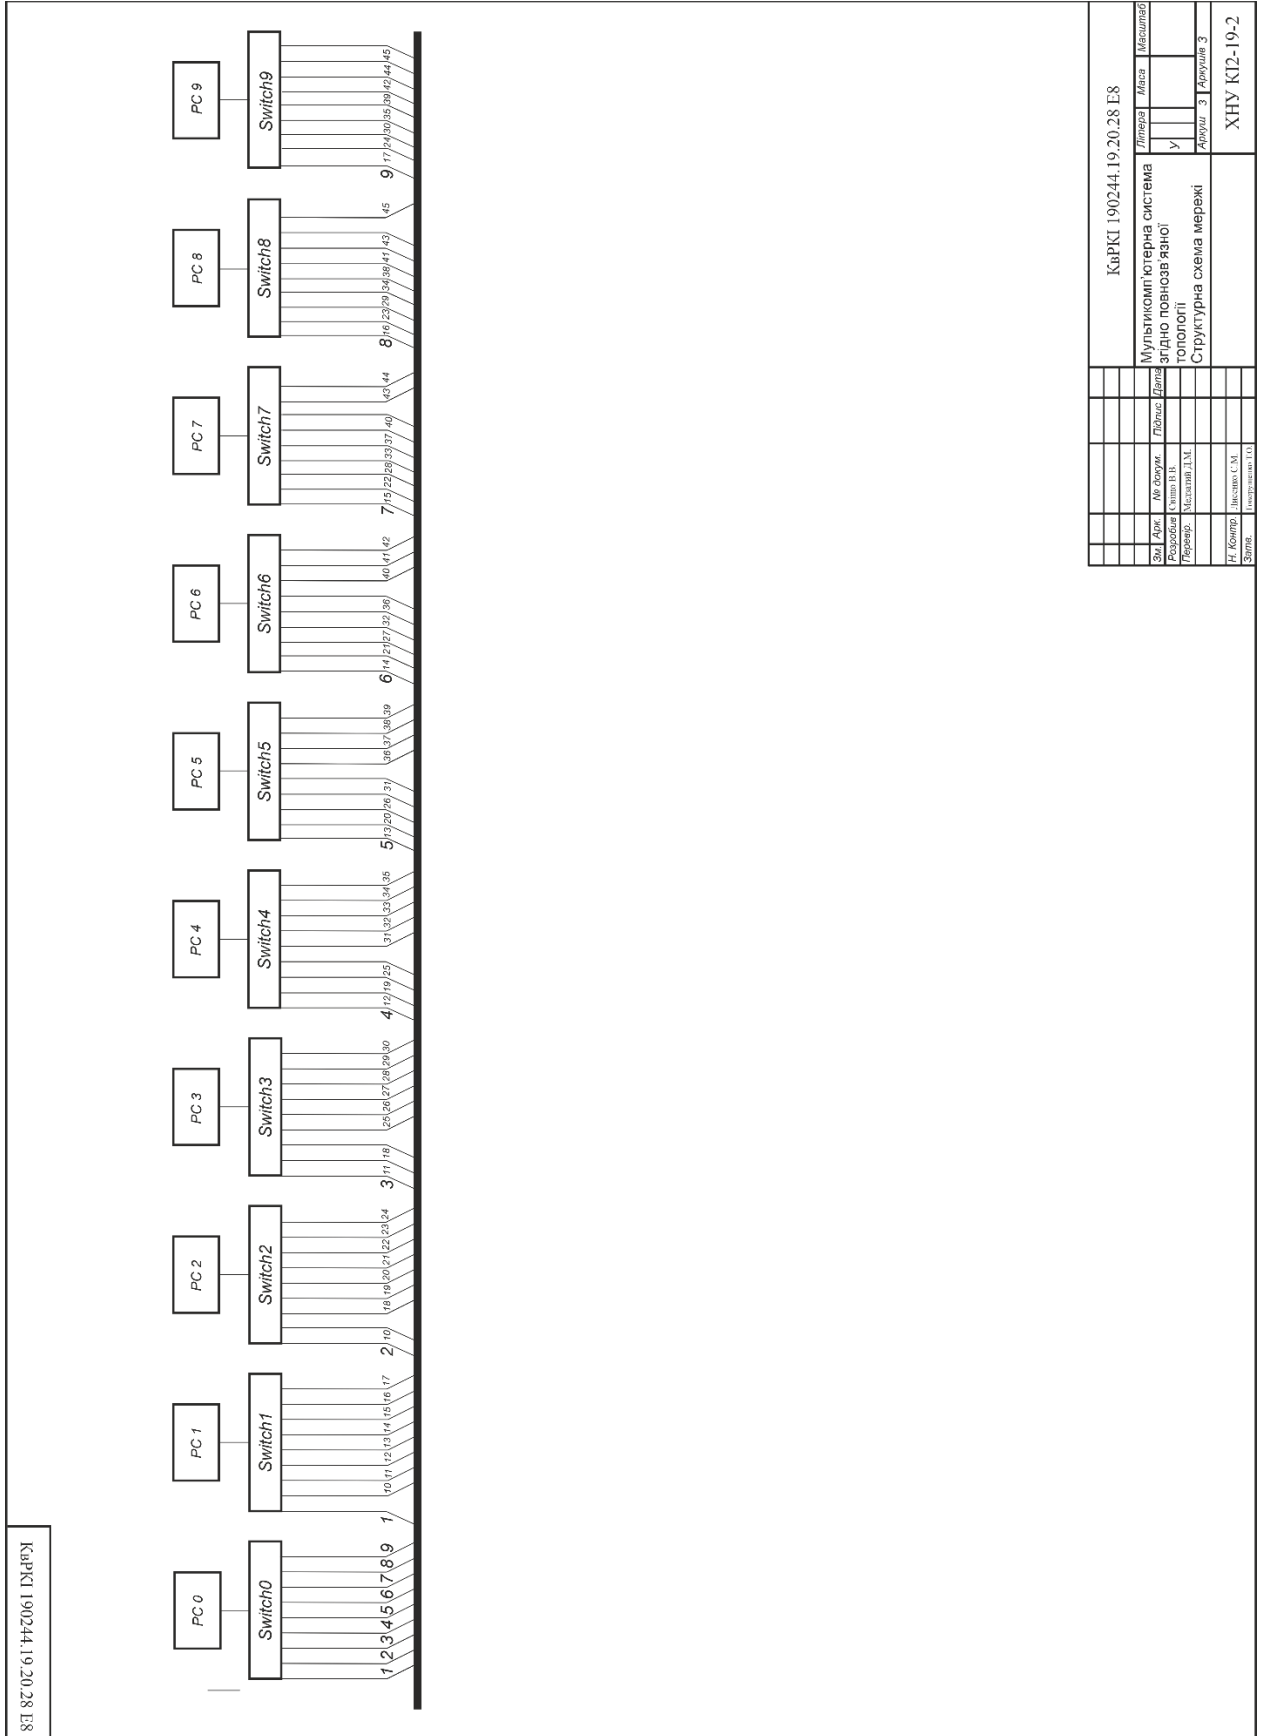 PC 0
Switch0
1 2 3 4 5 6 7 8 9
PC 1
Switch1
1 10 11 12 13 14 15 16 17
PC 2
Switch2
2 10 18 19 20 21 22 23 24
PC 3
Switch3
3 11 18 25 26 27 28 29 30
PC 4
Switch4
4 12 19 25 31 32 33 34 35
PC 5
Switch5
5 13 20 26 31 36 37 38 39
PC 6
Switch6
6 14 21 27 32 36 40 41 42
PC 7
Switch7
7 15 22 28 33 37 40 43 44
PC 8
Switch8
8 16 23 29 34 38 41 43 45
PC 9
Switch9
9 17 24 30 35 39 42 44 45
КвРКІ 190244.19.20.28 Е8
КвРКІ 190244.19.20.28 Е8
Зм. Арк. № докум. Підпис Дата
Розробив
Перевір. Медзатий Д.М.
Н. Контр. Лисенко С.М.
Затв.
Мультикомп'ютерна система
згідно повнозв'язної
топології
Структурна схема мережі
Літера Маса Масштаб
У
Аркуш 3 Аркушів 3
ХНУ КІ2-19-2